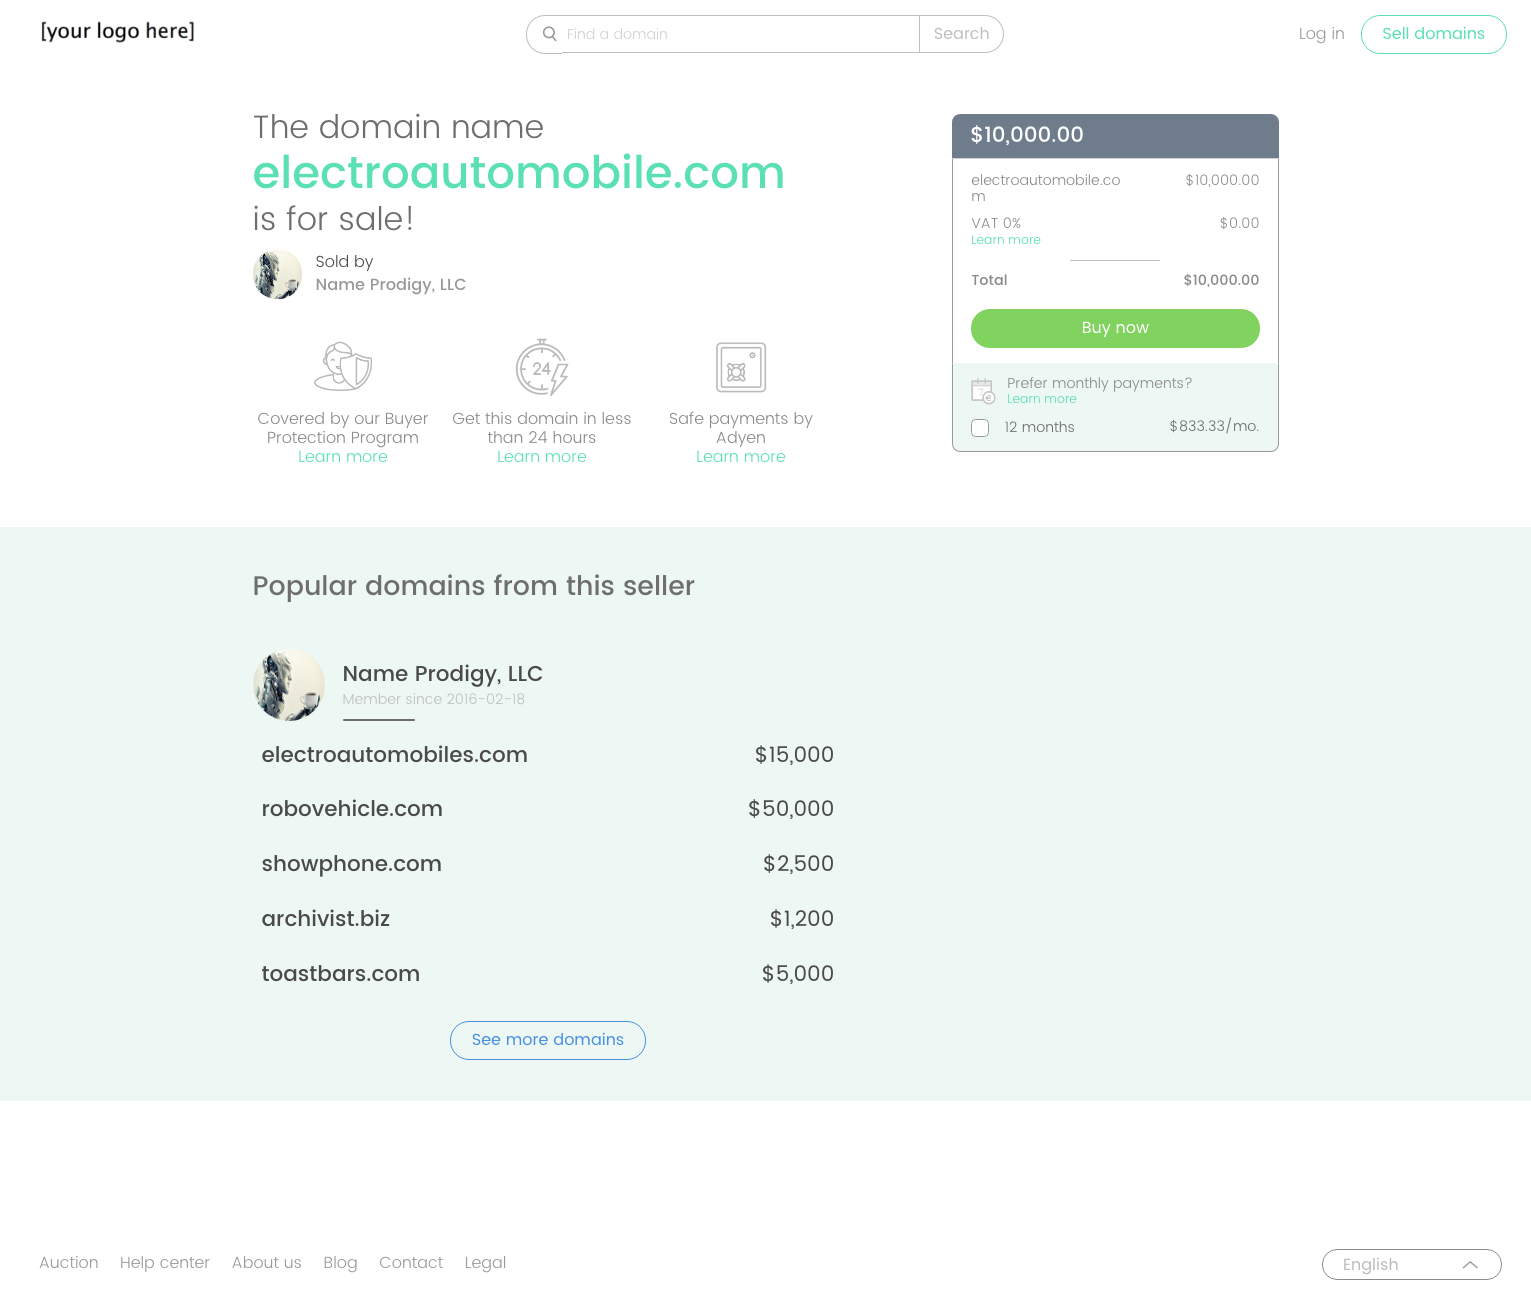 [your logo here]
Find a domain
Search
Log in
Sell domains
The domain name
electroautomobile.com
is for sale!
Sold by
Name Prodigy, LLC
24
Covered by our Buyer
Protection Program
Learn more
Get this domain in less
than 24 hours
Learn more
Safe payments by
Adyen
Learn more
$10,000.00
electroautomobile.co
m
$10,000.00
VAT 0%
$0.00
Learn more
Total
$10,000.00
Buy now
€
Prefer monthly payments?
Learn more
12 months
$833.33/mo.
Popular domains from this seller
Name Prodigy, LLC
Member since 2016-02-18
electroautomobiles.com
$15,000
robovehicle.com
$50,000
showphone.com
$2,500
archivist.biz
$1,200
toastbars.com
$5,000
See more domains
Auction
Help center
About us
Blog
Contact
Legal
English